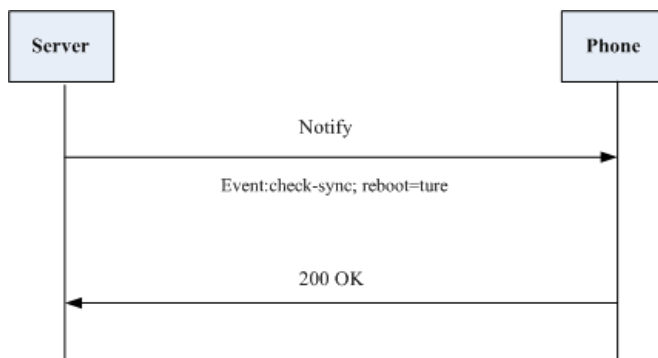 Server
Phone
Notify
Event:check-sync; reboot=ture
200 OK